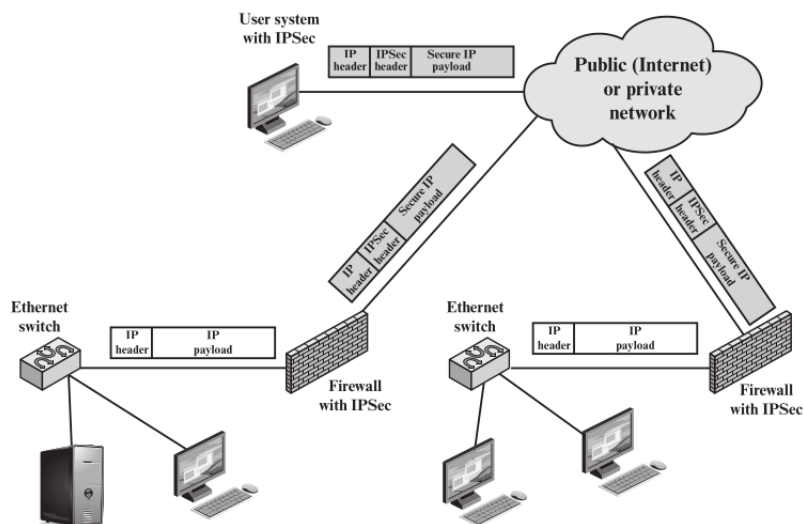 User system
with IPSec
IP
header
IPSec
header
Secure IP
payload
Public (Internet)
or private
network
IP
header
IPSec
header
Secure IP
payload
IP
header
IPSec
header
Secure IP
payload
Ethernet
switch
IP
header
IP
payload
Firewall
with IPSec
Ethernet
switch
IP
header
IP
payload
Firewall
with IPSec